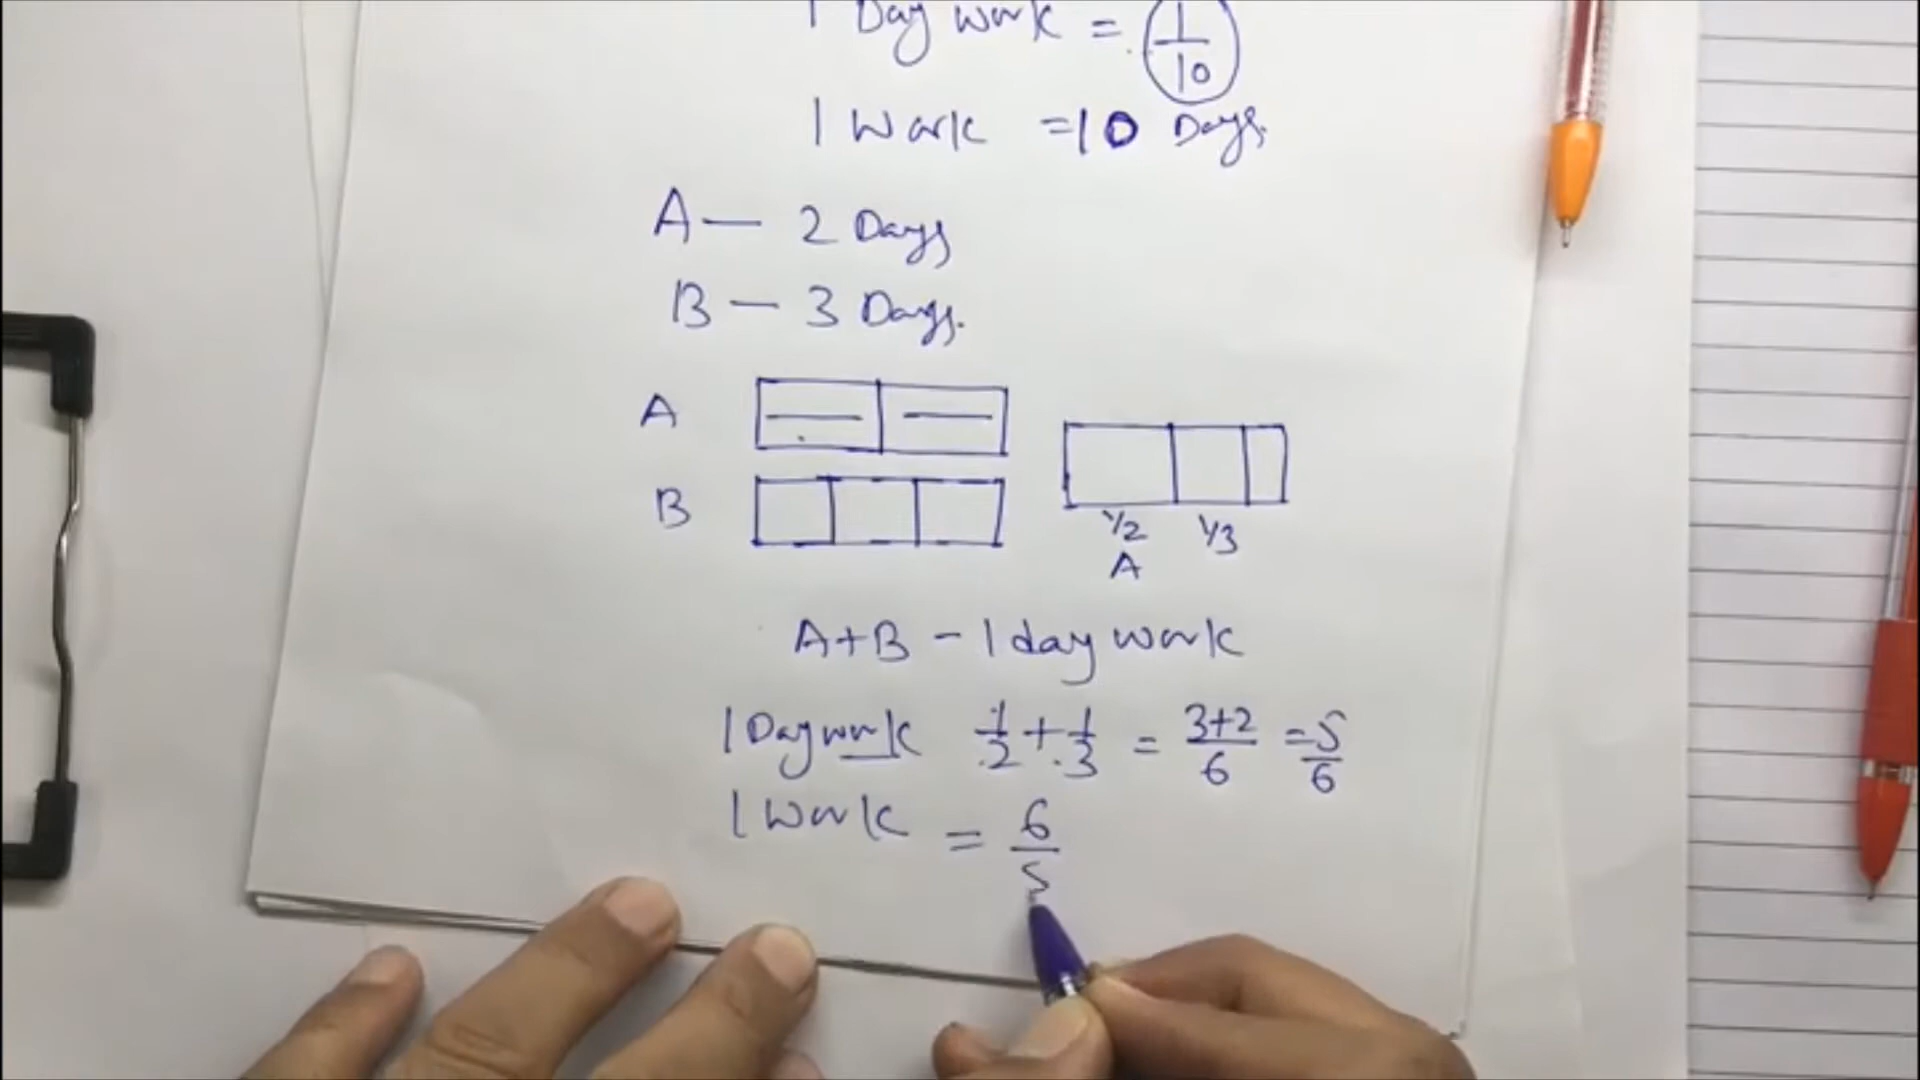 1 Day work = 1/10
1 Work = 10 Days.
A — 2 Days
B — 3 Days.
A
B
1/2 1/3
A
A+B - 1 day work
1 Day work 1/2 + 1/3 = 3+2/6 = 5/6
1 Work = 6/5